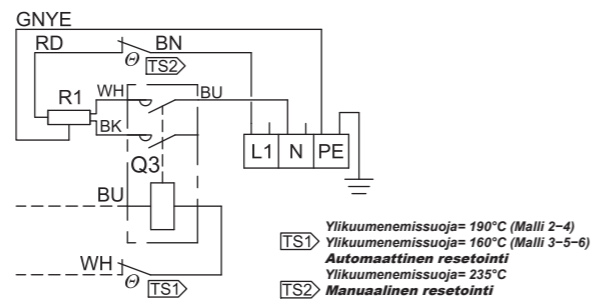 GNYE
RD
BN
Θ TS2
R1
WH
BU
BK
L1 N PE
Q3
BU
WH
Θ TS1
Ylikuumenemissuoja= 190°C (Malli 2-4)
TS1 Ylikuumenemissuoja= 160°C (Malli 3-5-6)
Automaattinen resetointi
Ylikuumenemissuoja= 235°C
TS2 Manuaalinen resetointi